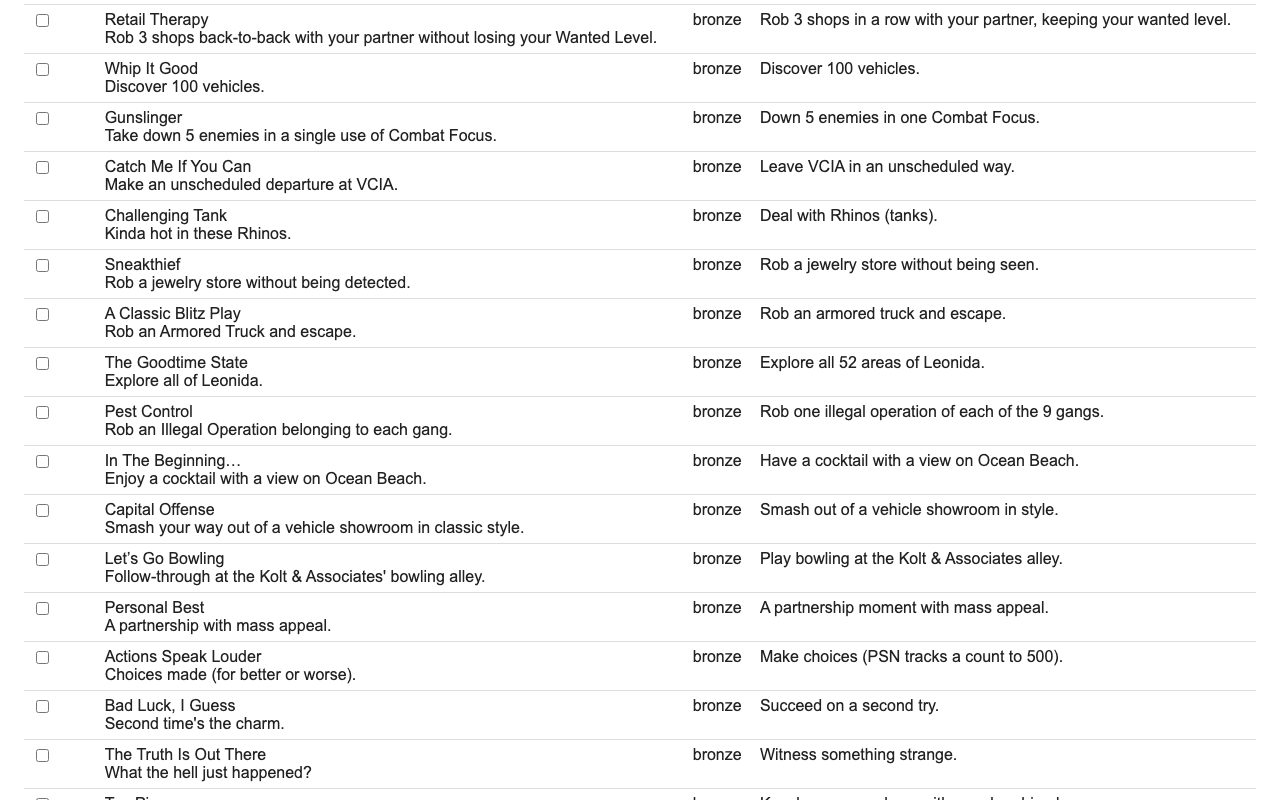 Retail Therapy
Rob 3 shops back-to-back with your partner without losing your Wanted Level.
bronze
Rob 3 shops in a row with your partner, keeping your wanted level.
Whip It Good
Discover 100 vehicles.
bronze
Discover 100 vehicles.
Gunslinger
Take down 5 enemies in a single use of Combat Focus.
bronze
Down 5 enemies in one Combat Focus.
Catch Me If You Can
Make an unscheduled departure at VCIA.
bronze
Leave VCIA in an unscheduled way.
Challenging Tank
Kinda hot in these Rhinos.
bronze
Deal with Rhinos (tanks).
Sneakthief
Rob a jewelry store without being detected.
bronze
Rob a jewelry store without being seen.
A Classic Blitz Play
Rob an Armored Truck and escape.
bronze
Rob an armored truck and escape.
The Goodtime State
Explore all of Leonida.
bronze
Explore all 52 areas of Leonida.
Pest Control
Rob an Illegal Operation belonging to each gang.
bronze
Rob one illegal operation of each of the 9 gangs.
In The Beginning…
Enjoy a cocktail with a view on Ocean Beach.
bronze
Have a cocktail with a view on Ocean Beach.
Capital Offense
Smash your way out of a vehicle showroom in classic style.
bronze
Smash out of a vehicle showroom in style.
Let’s Go Bowling
Follow-through at the Kolt & Associates' bowling alley.
bronze
Play bowling at the Kolt & Associates alley.
Personal Best
A partnership with mass appeal.
bronze
A partnership moment with mass appeal.
Actions Speak Louder
Choices made (for better or worse).
bronze
Make choices (PSN tracks a count to 500).
Bad Luck, I Guess
Second time's the charm.
bronze
Succeed on a second try.
The Truth Is Out There
What the hell just happened?
bronze
Witness something strange.